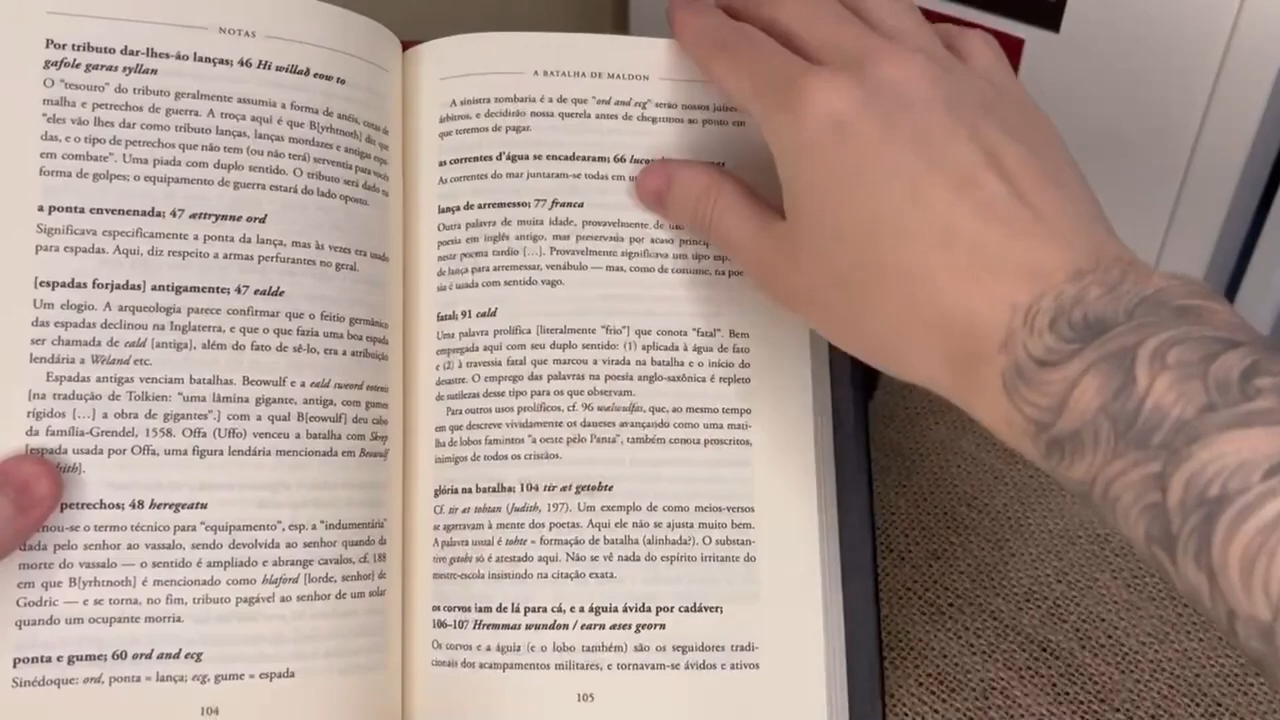 NOTAS
Por tributo dar-lhes-ão lanças; 46 Hi willað eow to
gafole garas syllan
O "tesouro" do tributo geralmente assumia a forma de anéis, cotas de
malha e petrechos de guerra. A troça aqui é que B[yrhtnoth] diz que
"eles vão lhes dar como tributo lanças, lanças mordazes e antigas espa-
das, e o tipo de petrechos que não tem (ou não terá) serventia para vocês
em combate". Uma piada com duplo sentido. O tributo será dado na
forma de golpes; o equipamento de guerra estará do lado oposto.
a ponta envenenada; 47 ættrynne ord
Significava especificamente a ponta da lança, mas às vezes era usado
para espadas. Aqui, diz respeito a armas perfurantes no geral.
[espadas forjadas] antigamente; 47 ealde
Um elogio. A arqueologia parece confirmar que o feitio germânico
das espadas declinou na Inglaterra, e que o que fazia uma boa espada
ser chamada de eald [antiga], além do fato de sê-lo, era a atribuição
lendária a Weland etc.
Espadas antigas venciam batalhas. Beowulf e a eald sweord eotenisc
[na tradução de Tolkien: "uma lâmina gigante, antiga, com gumes
rígidos [...] a obra de gigantes".] com a qual B[eowulf] deu cabo
da família-Grendel, 1558. Offa (Uffo) venceu a batalha com Skrep
[espada usada por Offa, uma figura lendária mencionada em Beowulf
petrechos; 48 heregeatu
nou-se o termo técnico para "equipamento", esp. a "indumentária"
dada pelo senhor ao vassalo, sendo devolvida ao senhor quando da
morte do vassalo — o sentido é ampliado e abrange cavalos, cf. 188
em que B[yrhtnoth] é mencionado como hlaford [lorde, senhor] de
Godric — e se torna, no fim, tributo pagável ao senhor de um solar
quando um ocupante morria.
ponta e gume; 60 ord and ecg
Sinédoque: ord, ponta = lança; ecg, gume = espada
104
A BATALHA DE MALDON
A sinistra zombaria é a de que "ord and ecg" serão nossos juízes,
árbitros, e decidirão nossa querela antes de chegarmos ao ponto em
que teremos de pagar.
as correntes d'água se encadearam; 66
As correntes do mar juntaram-se todas em
lança de arremesso; 77 franca
Outra palavra de muita idade, provavelmente de uso
poesia em inglês antigo, mas preservada por acaso
neste poema tardio [...]. Provavelmente significava um tipo
de lança para arremessar, venábulo — mas, como de costume, na poe-
sia é usada com sentido vago.
fatal; 91 cald
Uma palavra prolífica [literalmente "frio"] que conota "fatal". Bem
empregada aqui com seu duplo sentido: (1) aplicada à água de fato
e (2) à travessia fatal que marcou a virada na batalha e o início do
desastre. O emprego das palavras na poesia anglo-saxônica é repleto
de sutilezas desse tipo para os que observam.
Para outros usos prolíficos, cf. 96 wælwulfas, que, ao mesmo tempo
em que descreve vividamente os daneses avançando como uma mati-
lha de lobos famintos "a oeste pelo Panta", também conota proscritos,
inimigos de todos os cristãos.
glória na batalha; 104 tir æt getohte
Cf. tir æt tohtan (Judith, 197). Um exemplo de como meios-versos
se agarravam à mente dos poetas. Aqui ele não se ajusta muito bem.
A palavra usual é tohte = formação de batalha (alinhada?). O substan-
tivo getoht só é atestado aqui. Não se vê nada do espírito irritante do
mestre-escola insistindo na citação exata.
os corvos iam de lá para cá, e a águia ávida por cadáver;
106-107 Hremmas wundon / earn æses georn
Os corvos e a águia (e o lobo também) são os seguidores tradi-
cionais dos acampamentos militares, e tornavam-se ávidos e ativos
105